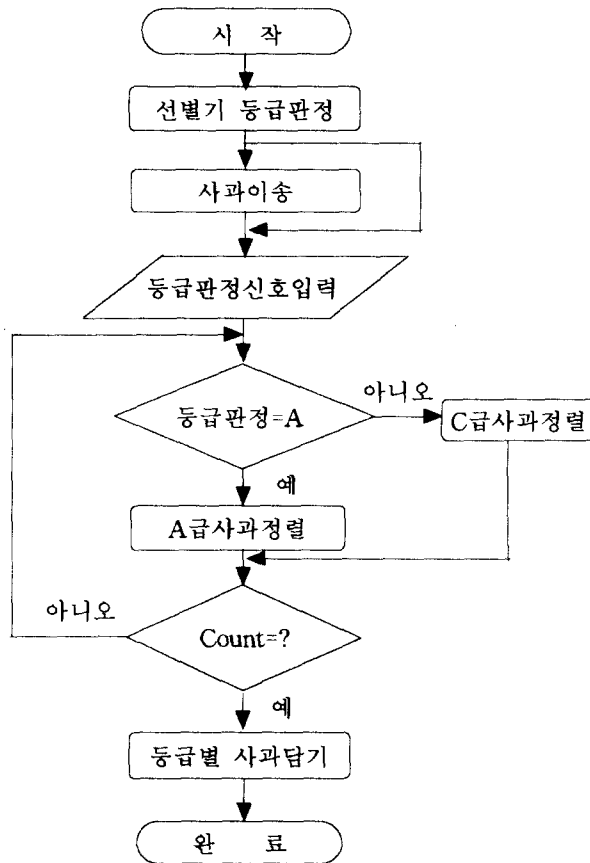 시 작
선별기 등급판정
사과이송
등급판정신호입력
등급판정=A
아니오
C급사과정렬
예
A급사과정렬
아니오
Count=?
예
등급별 사과담기
완 료